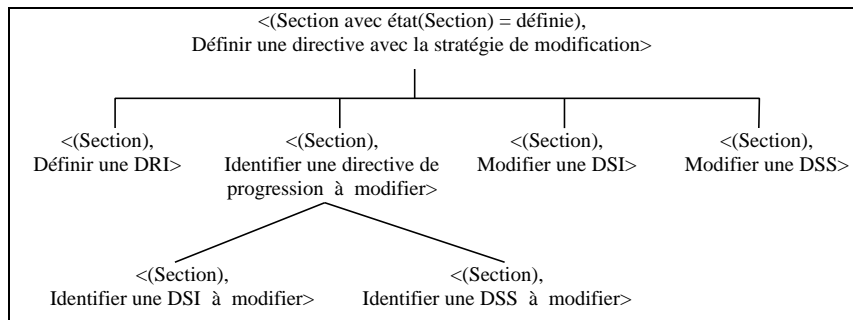 <(Section avec état(Section) = définie),
Définir une directive avec la stratégie de modification>
<(Section),
Définir une DRI>
<(Section),
Identifier une directive de
progression à modifier>
<(Section),
Modifier une DSI>
<(Section),
Modifier une DSS>
<(Section),
Identifier une DSI à modifier>
<(Section),
Identifier une DSS à modifier>